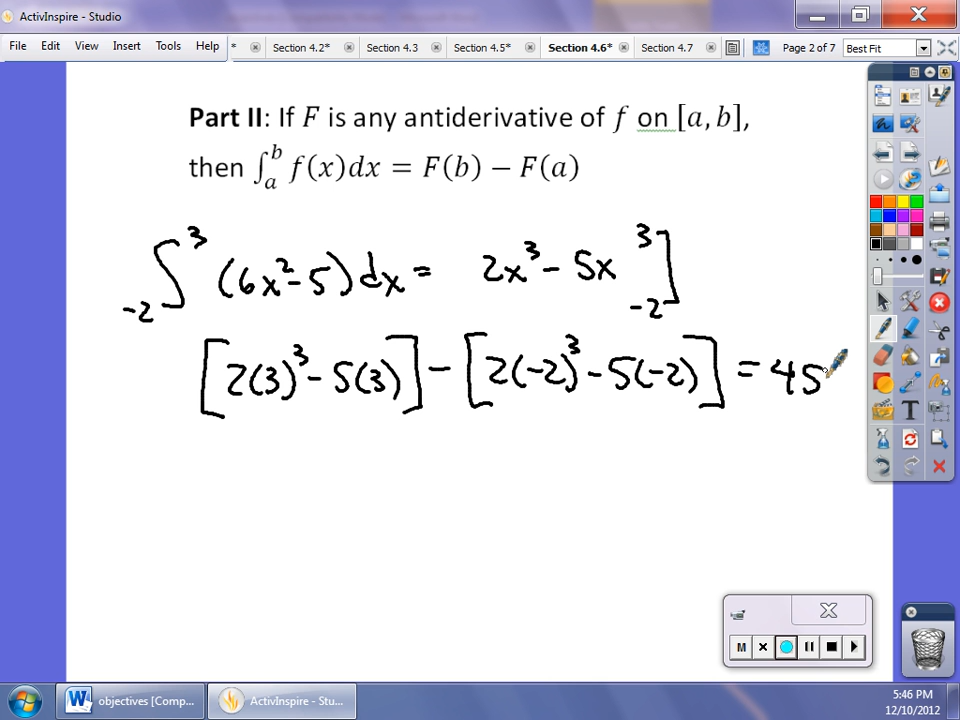 ActivInspire - Studio
File Edit View Insert Tools Help * Section 4.2* Section 4.3 Section 4.5* Section 4.6* Section 4.7 Page 2 of 7 Best Fit
Part II: If F is any antiderivative of f on [a, b],
then ∫_a^b f(x)dx = F(b) − F(a)
∫_{-2}^{3} (6x²-5)dx = 2x³ - 5x ]_{-2}^{3}
[2(3)³ - 5(3)] - [2(-2)³ - 5(-2)] = 45
M
objectives [Comp... ActivInspire - Stu... 5:46 PM
12/10/2012